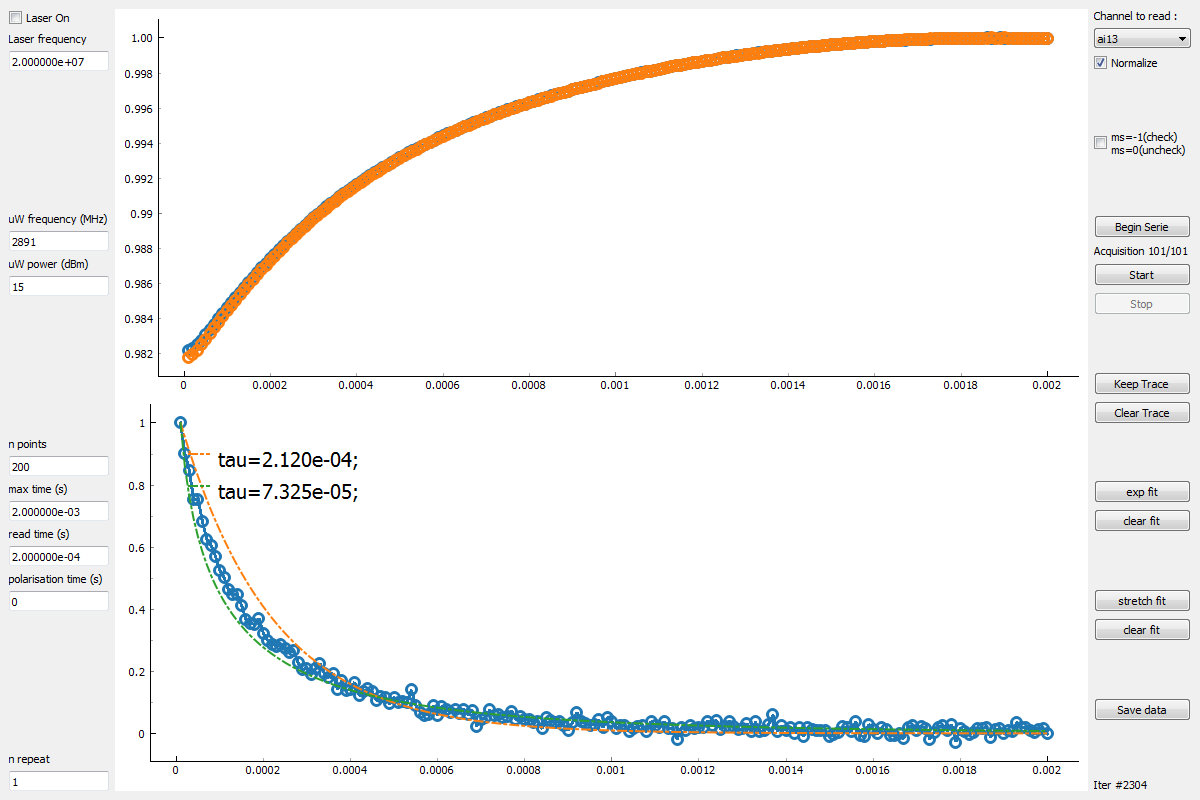 Laser On
Laser frequency
2.000000e+07
uW frequency (MHz)
2891
uW power (dBm)
15
n points
200
max time (s)
2.000000e-03
read time (s)
2.000000e-04
polarisation time (s)
0
n repeat
1
1.00
0.998
0.996
0.994
0.992
0.99
0.988
0.986
0.984
0.982
0 0.0002 0.0004 0.0006 0.0008 0.001 0.0012 0.0014 0.0016 0.0018 0.002
1
0.8
0.6
0.4
0.2
0
tau=2.120e-04;
tau=7.325e-05;
0 0.0002 0.0004 0.0006 0.0008 0.001 0.0012 0.0014 0.0016 0.0018 0.002
Channel to read :
ai13
Normalize
ms=-1(check)
ms=0(uncheck)
Begin Serie
Acquisition 101/101
Start
Stop
Keep Trace
Clear Trace
exp fit
clear fit
stretch fit
clear fit
Save data
Iter #2304